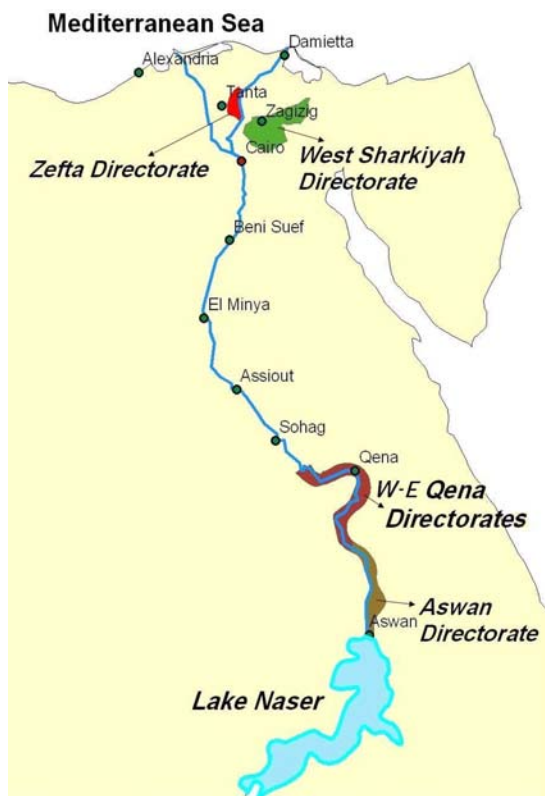 Mediterranean Sea
Damietta
Alexandria
Tanta
Zagizig
Zefta Directorate
Cairo
West Sharkiyah
Directorate
Beni Suef
El Minya
Assiout
Sohag
Qena
W-E Qena
Directorates
Aswan
Directorate
Aswan
Lake Naser